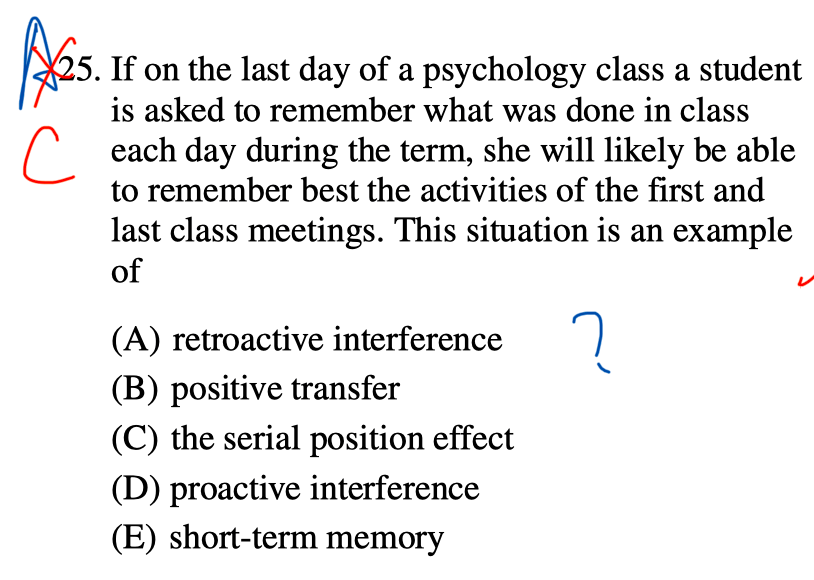 A
25. If on the last day of a psychology class a student
is asked to remember what was done in class
C
each day during the term, she will likely be able
to remember best the activities of the first and
last class meetings. This situation is an example
of
(A) retroactive interference ?
(B) positive transfer
(C) the serial position effect
(D) proactive interference
(E) short-term memory